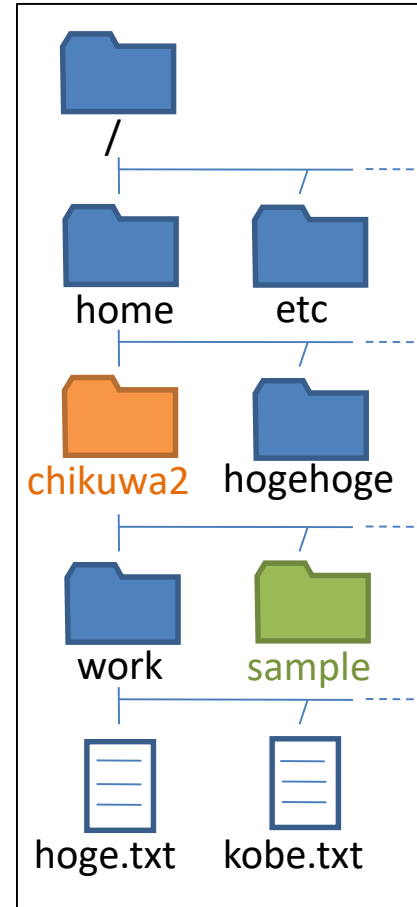 /
home
etc
chikuwa2
hogehoge
work
sample
hoge.txt
kobe.txt